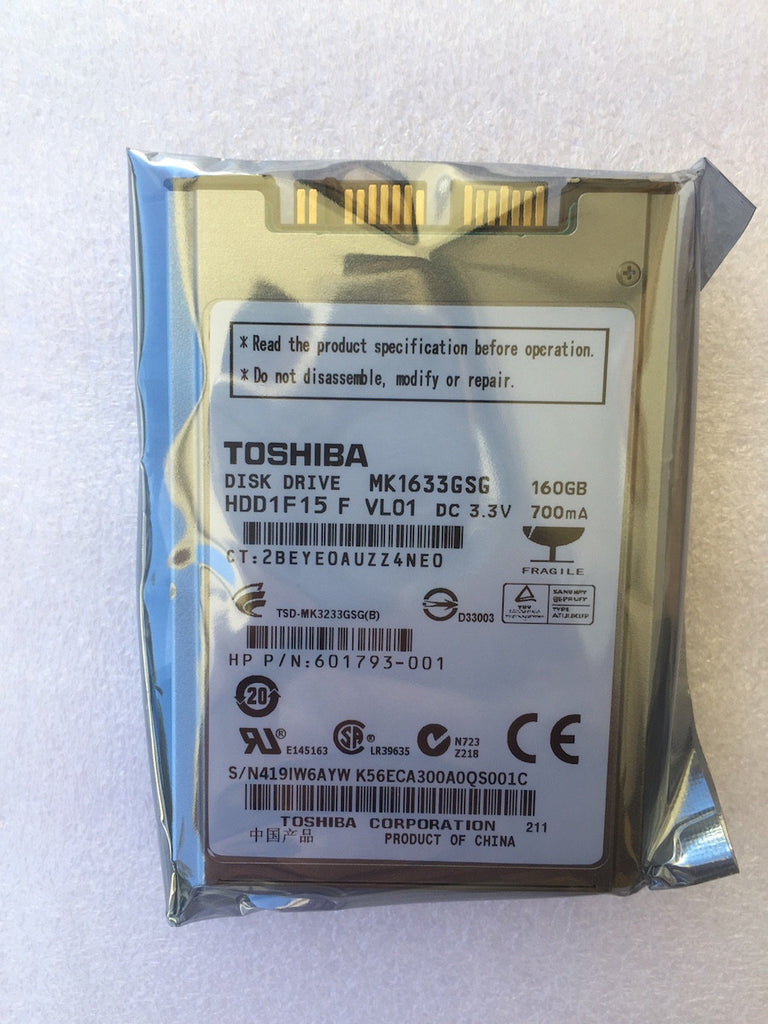 * Read the product specification before operation.
* Do not disassemble, modify or repair.
TOSHIBA
DISK DRIVE MK1633GSG 160GB
HDD1F15 F VL01 DC 3.3V 700mA
CT:2BEYE0AUZZ4NE0
FRAGILE
TSD-MK3233GSG(B) D33003
HP P/N:601793-001
20
E145163 LR39635 N723
Z218
S/N419IW6AYW K56ECA300A0QS001C
TOSHIBA CORPORATION 211
中国产品 PRODUCT OF CHINA